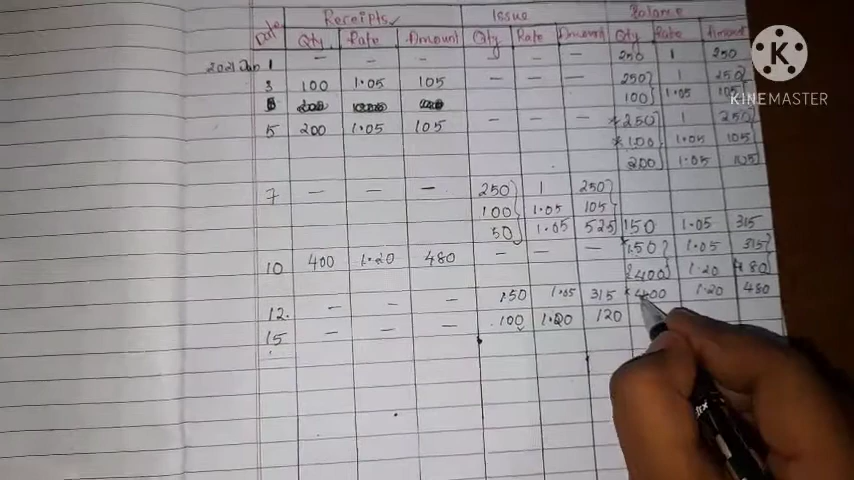 Receipts Issue Balance
Date Qty Rate Amount Qty Rate Amount Qty Rate Amount
2021 Jan 1 - - - - - - 250 1 250
3 100 1.05 105 - - - 250 1 250
100 1.05 105
5 200 1.05 105 - - - *250 1 250
*100 1.05 105
200 1.05 105
7 - - - 250 1 250
100 1.05 105
50 1.05 525 150 1.05 315
10 400 1.20 480 - - - *150 1.05 315
400 1.20 480
12. - - - 150 1.05 315 *400 1.20 480
15 - - - 100 1.20 120
K
KINEMASTER